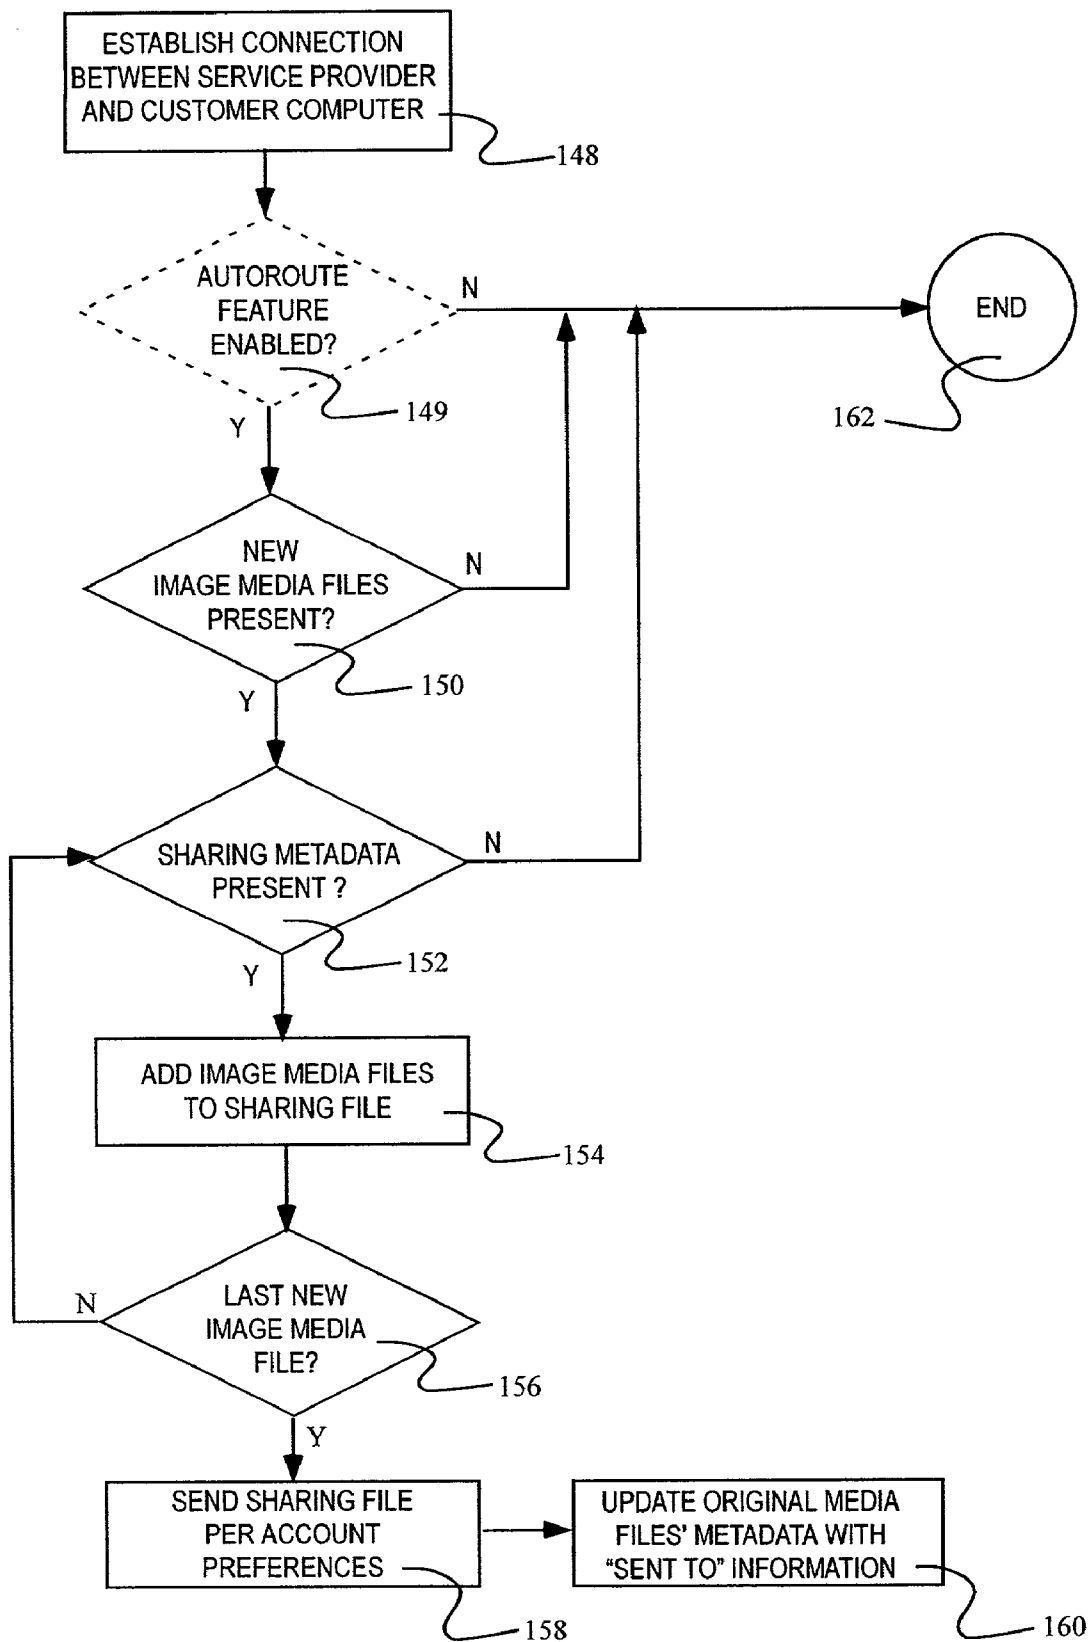 ESTABLISH CONNECTION
BETWEEN SERVICE PROVIDER
AND CUSTOMER COMPUTER
148
AUTOROUTE
FEATURE
ENABLED?
N
149
Y
END
162
NEW
IMAGE MEDIA FILES
PRESENT?
N
150
Y
SHARING METADATA
PRESENT ?
N
152
Y
ADD IMAGE MEDIA FILES
TO SHARING FILE
154
LAST NEW
IMAGE MEDIA
FILE?
N
156
Y
SEND SHARING FILE
PER ACCOUNT
PREFERENCES
158
UPDATE ORIGINAL MEDIA
FILES' METADATA WITH
“SENT TO” INFORMATION
160